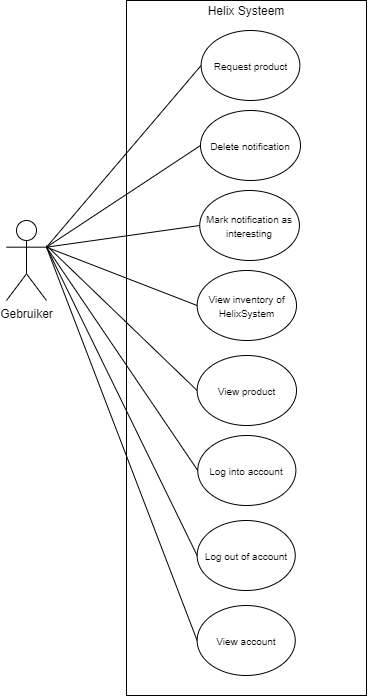 Helix Systeem
Request product
Delete notification
Mark notification as
interesting
Gebruiker
View inventory of
HelixSystem
View product
Log into account
Log out of account
View account